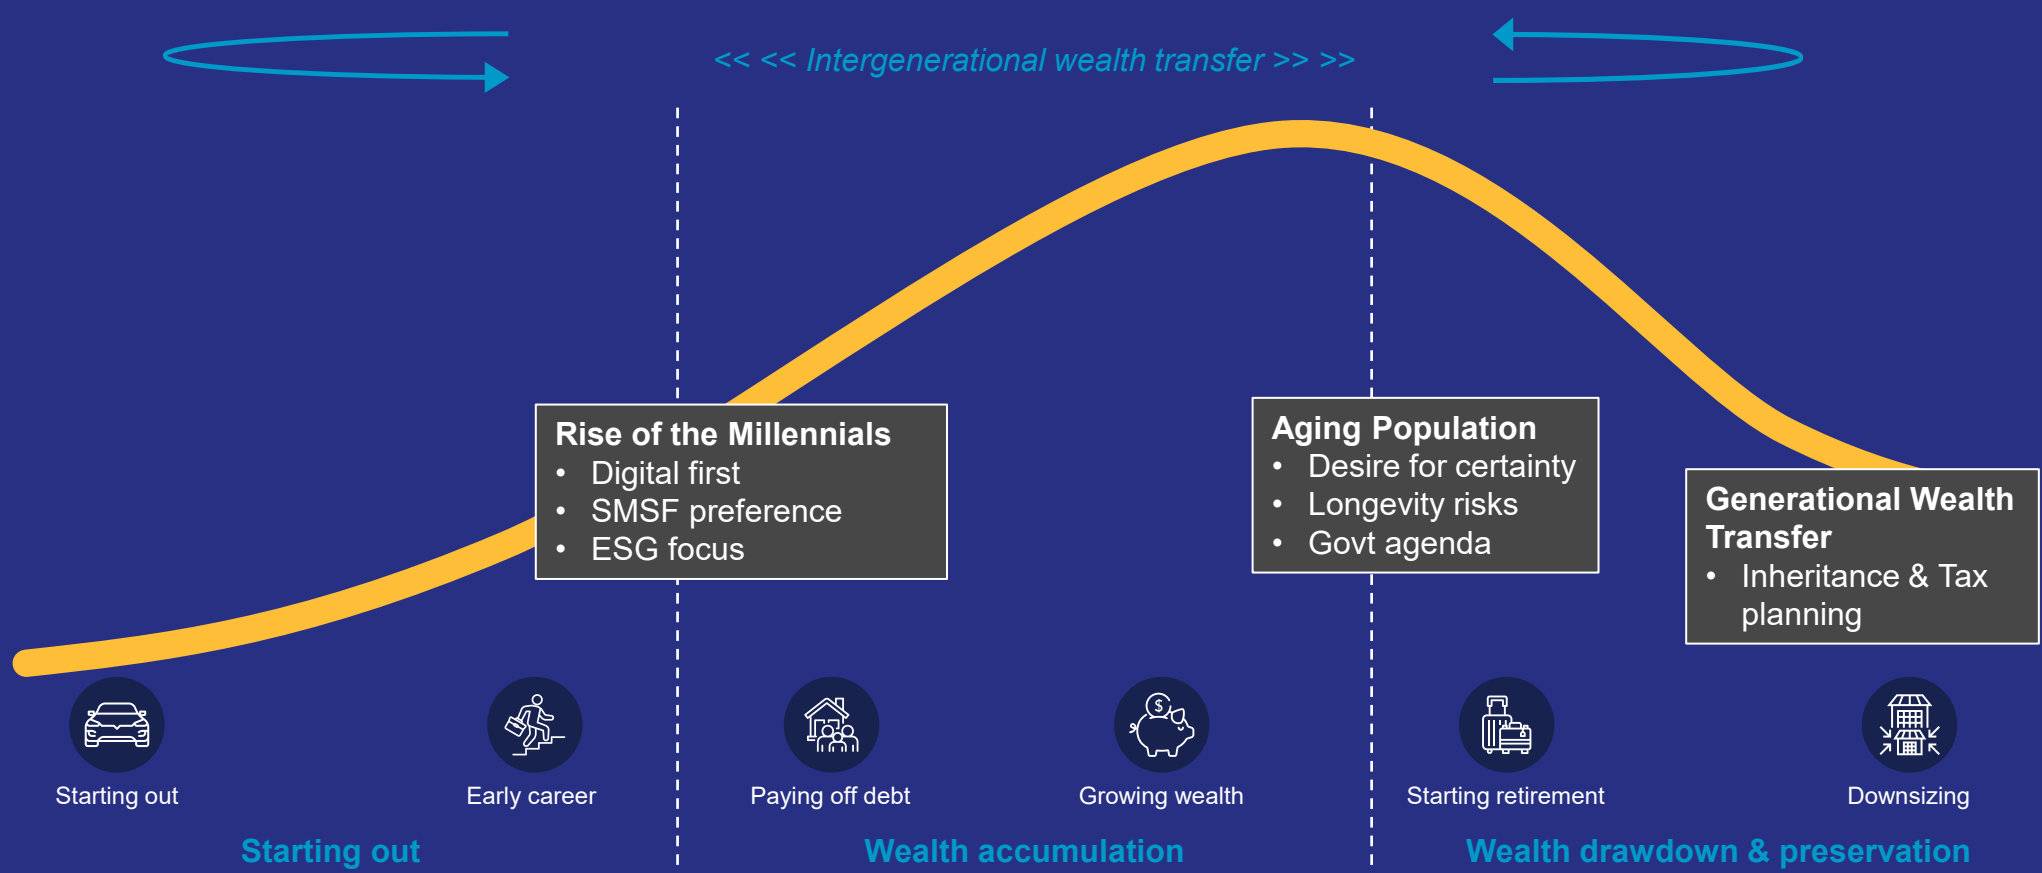 << << Intergenerational wealth transfer >> >>
Rise of the Millennials
• Digital first
• SMSF preference
• ESG focus
Aging Population
• Desire for certainty
• Longevity risks
• Govt agenda
Generational Wealth
Transfer
• Inheritance & Tax
planning
$
Starting out
Early career
Paying off debt
Growing wealth
Starting retirement
Downsizing
Starting out
Wealth accumulation
Wealth drawdown & preservation